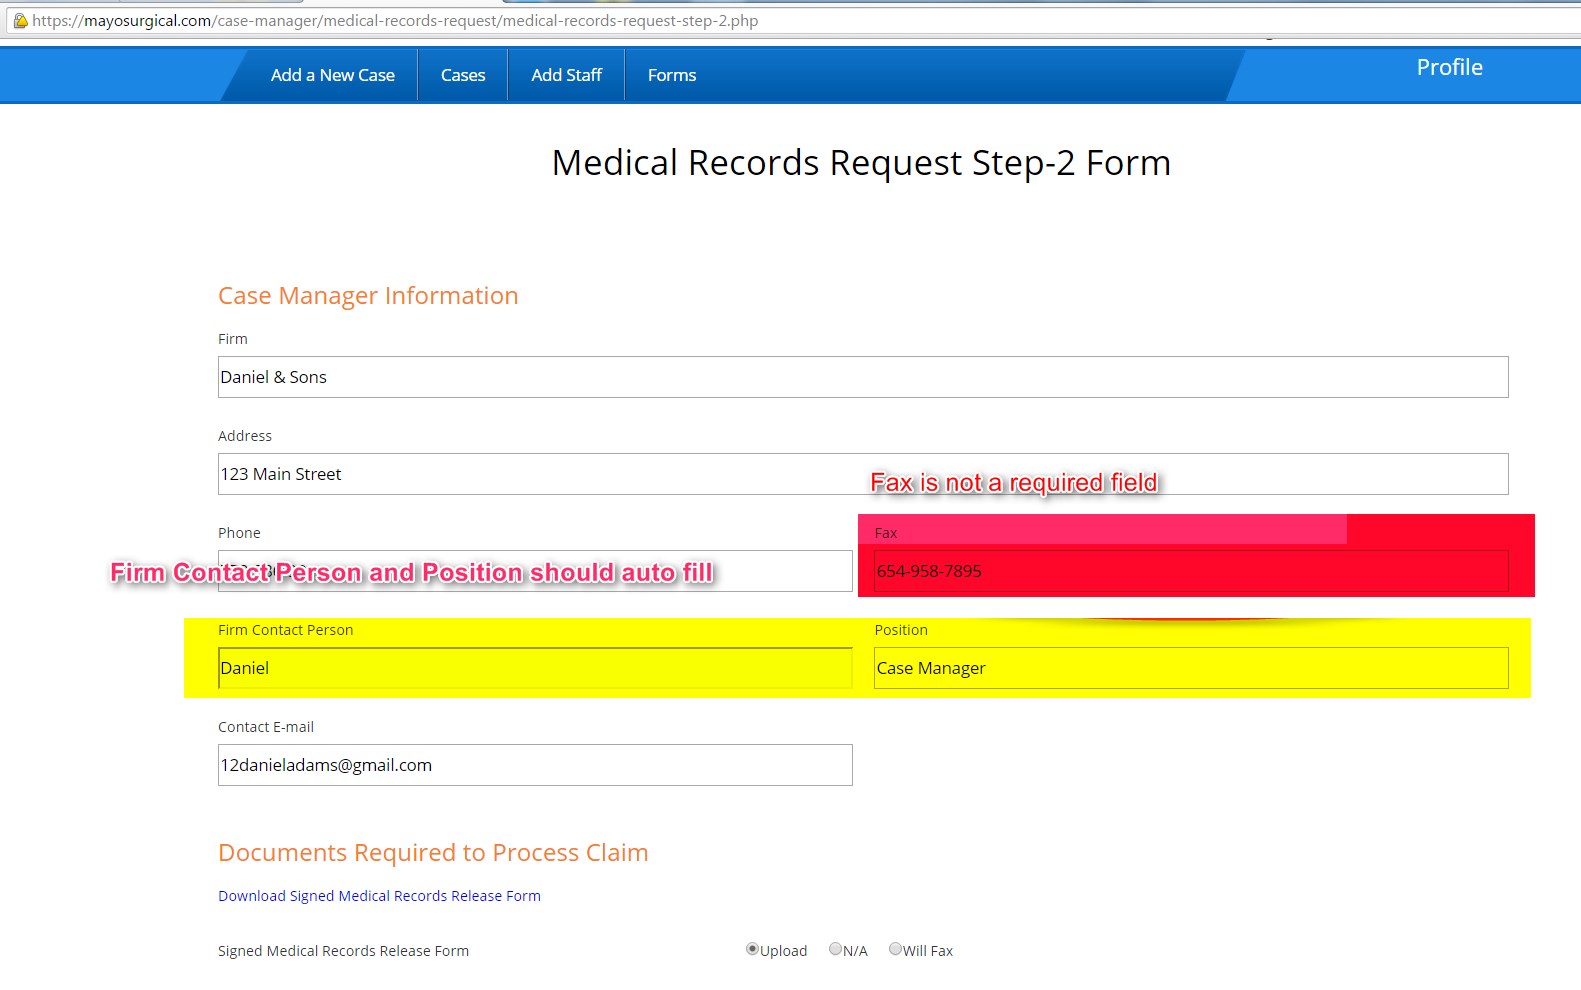 https://mayosurgical.com/case-manager/medical-records-request/medical-records-request-step-2.php
Add a New Case Cases Add Staff Forms Profile
Medical Records Request Step-2 Form
Case Manager Information
Firm
Daniel & Sons
Address
123 Main Street
Fax is not a required field
Phone Fax
Firm Contact Person and Position should auto fill
654-958-7895
Firm Contact Person Position
Daniel Case Manager
Contact E-mail
12danieladams@gmail.com
Documents Required to Process Claim
Download Signed Medical Records Release Form
Signed Medical Records Release Form Upload N/A Will Fax